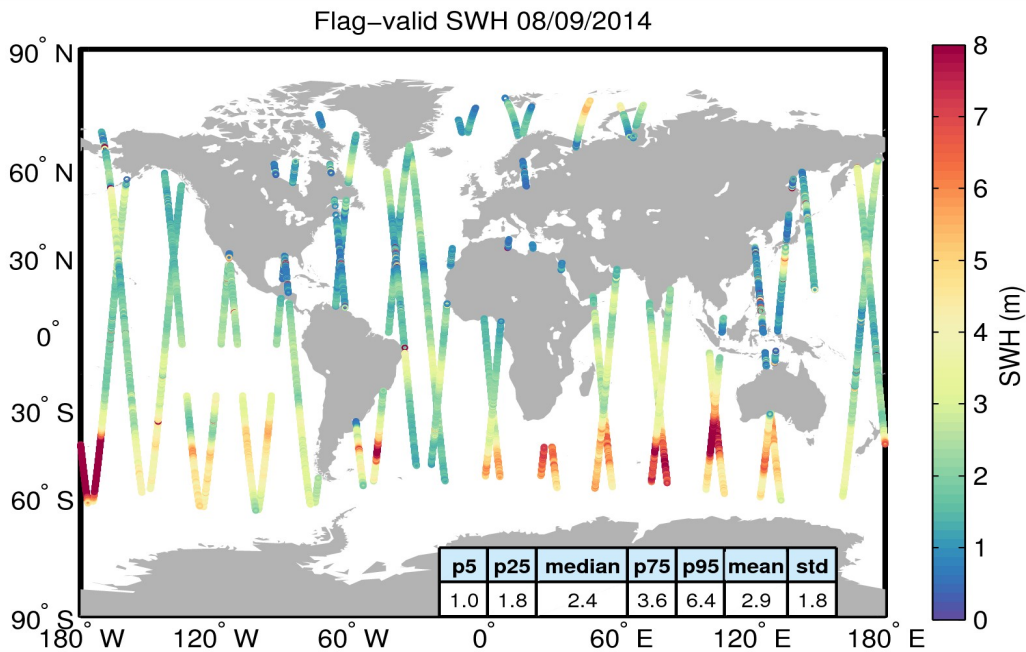 Flag−valid SWH 08/09/2014
90° N
60° N
30° N
0°
30° S
60° S
90° S
180° W
120° W
60° W
0°
60° E
120° E
180° E
p5 p25 median p75 p95 mean std
1.0 1.8 2.4 3.6 6.4 2.9 1.8
8
7
6
5
4
3
2
1
0
SWH (m)